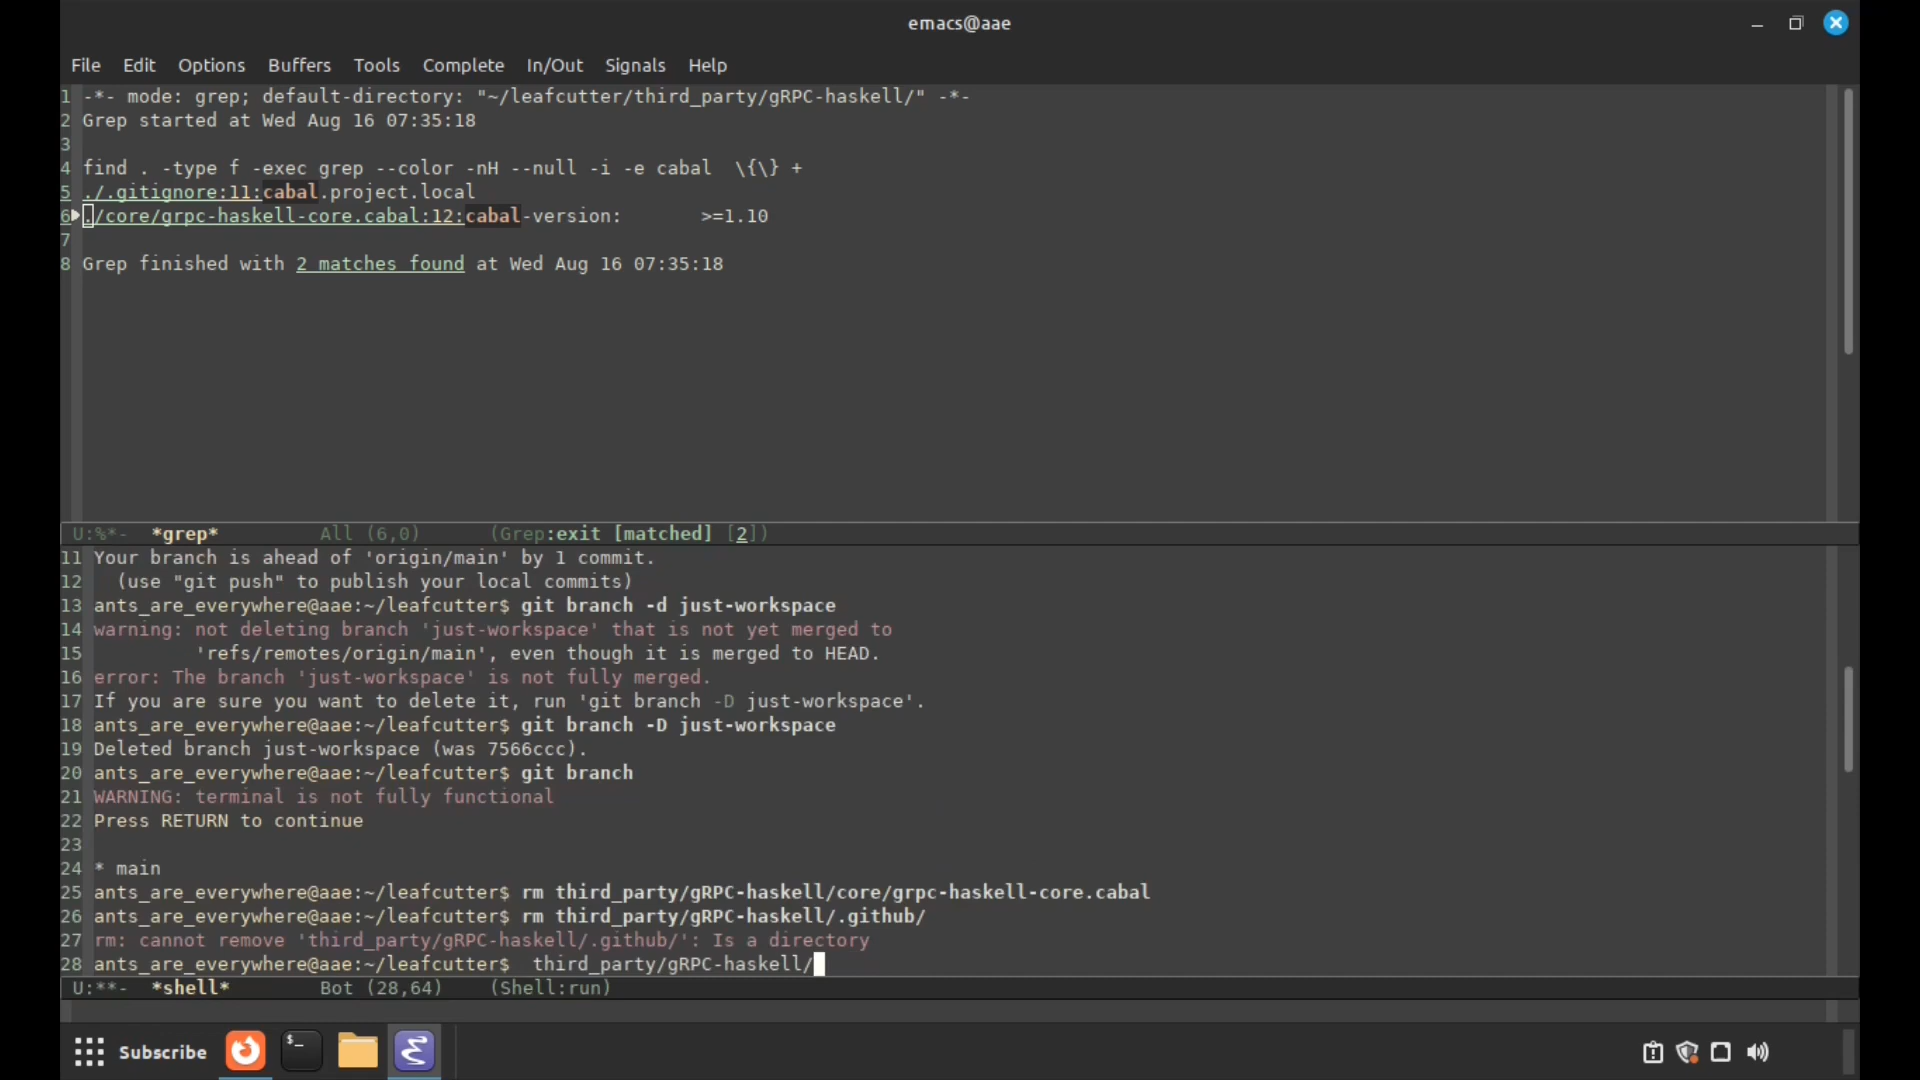 emacs@aae
File Edit Options Buffers Tools Complete In/Out Signals Help
1 -*- mode: grep; default-directory: "~/leafcutter/third_party/gRPC-haskell/" -*-
2 Grep started at Wed Aug 16 07:35:18
3
4 find . -type f -exec grep --color -nH --null -i -e cabal  \{\} +
5 ./.gitignore:11:cabal.project.local
6 ./core/grpc-haskell-core.cabal:12:cabal-version:       >=1.10
7
8 Grep finished with 2 matches found at Wed Aug 16 07:35:18
U:%*-  *grep*         All (6,0)      (Grep:exit [matched] [2])
11 Your branch is ahead of 'origin/main' by 1 commit.
12   (use "git push" to publish your local commits)
13 ants_are_everywhere@aae:~/leafcutter$ git branch -d just-workspace
14 warning: not deleting branch 'just-workspace' that is not yet merged to
15          'refs/remotes/origin/main', even though it is merged to HEAD.
16 error: The branch 'just-workspace' is not fully merged.
17 If you are sure you want to delete it, run 'git branch -D just-workspace'.
18 ants_are_everywhere@aae:~/leafcutter$ git branch -D just-workspace
19 Deleted branch just-workspace (was 7566ccc).
20 ants_are_everywhere@aae:~/leafcutter$ git branch
21 WARNING: terminal is not fully functional
22 Press RETURN to continue
23
24 * main
25 ants_are_everywhere@aae:~/leafcutter$ rm third_party/gRPC-haskell/core/grpc-haskell-core.cabal
26 ants_are_everywhere@aae:~/leafcutter$ rm third_party/gRPC-haskell/.github/
27 rm: cannot remove 'third_party/gRPC-haskell/.github/': Is a directory
28 ants_are_everywhere@aae:~/leafcutter$  third_party/gRPC-haskell/
U:**-  *shell*        Bot (28,64)    (Shell:run)
Subscribe